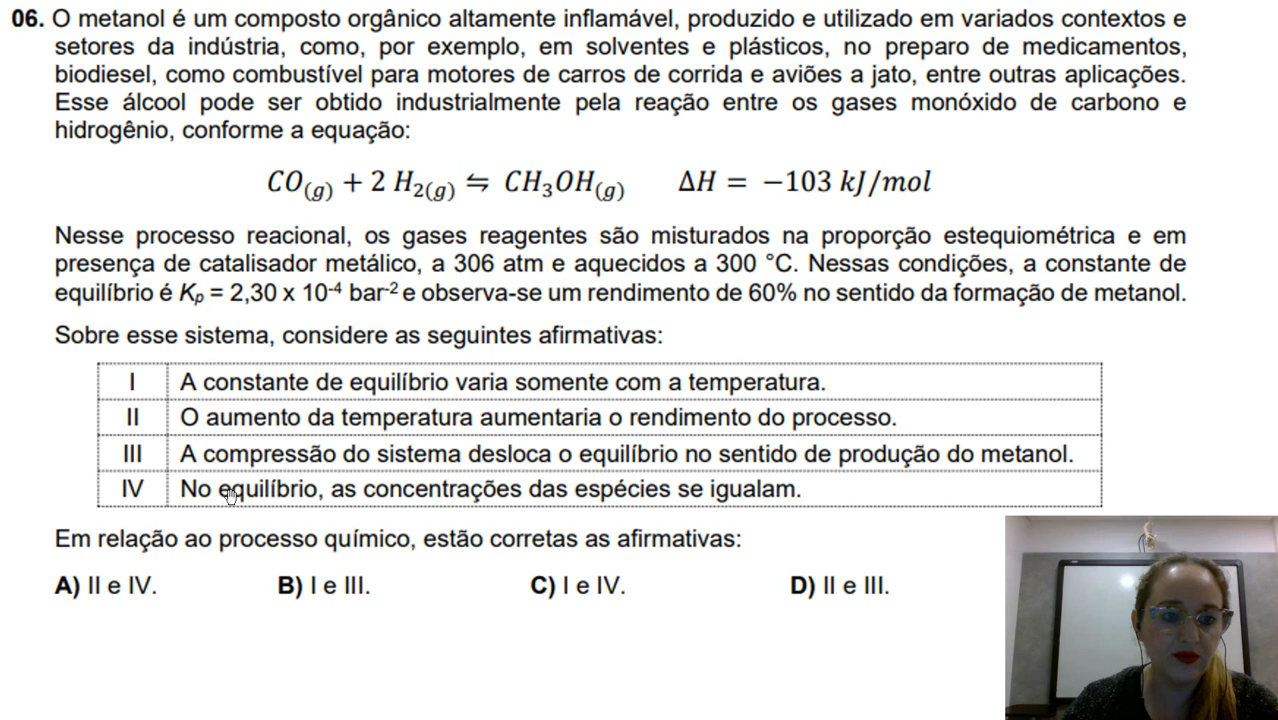 06. O metanol é um composto orgânico altamente inflamável, produzido e utilizado em variados contextos e
setores da indústria, como, por exemplo, em solventes e plásticos, no preparo de medicamentos,
biodiesel, como combustível para motores de carros de corrida e aviões a jato, entre outras aplicações.
Esse álcool pode ser obtido industrialmente pela reação entre os gases monóxido de carbono e
hidrogênio, conforme a equação:
CO(g) + 2 H2(g) ⇋ CH3OH(g) ΔH = −103 kJ/mol
Nesse processo reacional, os gases reagentes são misturados na proporção estequiométrica e em
presença de catalisador metálico, a 306 atm e aquecidos a 300 °C. Nessas condições, a constante de
equilíbrio é Kp = 2,30 x 10-4 bar-2 e observa-se um rendimento de 60% no sentido da formação de metanol.
Sobre esse sistema, considere as seguintes afirmativas:
I A constante de equilíbrio varia somente com a temperatura.
II O aumento da temperatura aumentaria o rendimento do processo.
III A compressão do sistema desloca o equilíbrio no sentido de produção do metanol.
IV No equilíbrio, as concentrações das espécies se igualam.
Em relação ao processo químico, estão corretas as afirmativas:
A) II e IV. B) I e III. C) I e IV. D) II e III.